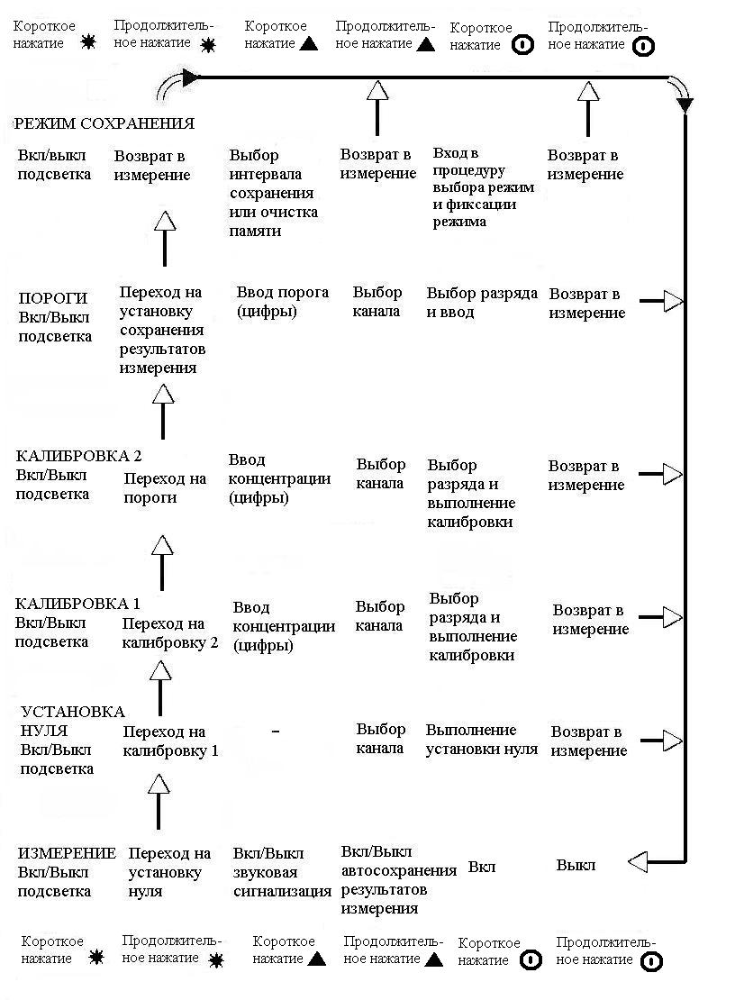 Короткое нажатие
Продолжитель-ное нажатие
Короткое нажатие
Продолжитель-ное нажатие
Короткое нажатие
Продолжитель-ное нажатие
РЕЖИМ СОХРАНЕНИЯ
Вкл/выкл
подсветка
Возврат в
измерение
Выбор
интервала
сохранения
или очистка
памяти
Возврат в
измерение
Вход в
процедуру
выбора режим
и фиксации
режима
Возврат в
измерение
ПОРОГИ
Вкл/Выкл
подсветка
Переход на
установку
сохранения
результатов
измерения
Ввод порога
(цифры)
Выбор
канала
Выбор разряда
и ввод
Возврат в
измерение
КАЛИБРОВКА 2
Вкл/Выкл
подсветка
Переход на
пороги
Ввод
концентрации
(цифры)
Выбор
канала
Выбор
разряда и
выполнение
калибровки
Возврат в
измерение
КАЛИБРОВКА 1
Вкл/Выкл
подсветка
Переход на
калибровку 2
Ввод
концентрации
(цифры)
Выбор
канала
Выбор
разряда и
выполнение
калибровки
Возврат в
измерение
УСТАНОВКА
НУЛЯ
Вкл/Выкл
подсветка
Переход на
калибровку 1
–
Выбор
канала
Выполнение
установки нуля
Возврат в
измерение
ИЗМЕРЕНИЕ
Вкл/Выкл
подсветка
Переход на
установку
нуля
Вкл/Выкл
звуковая
сигнализация
Вкл/Выкл
автосохранения
результатов
измерения
Вкл
Выкл
Короткое
нажатие
Продолжитель-
ное нажатие
Короткое
нажатие
Продолжитель-
ное нажатие
Короткое
нажатие
Продолжитель-
ное нажатие